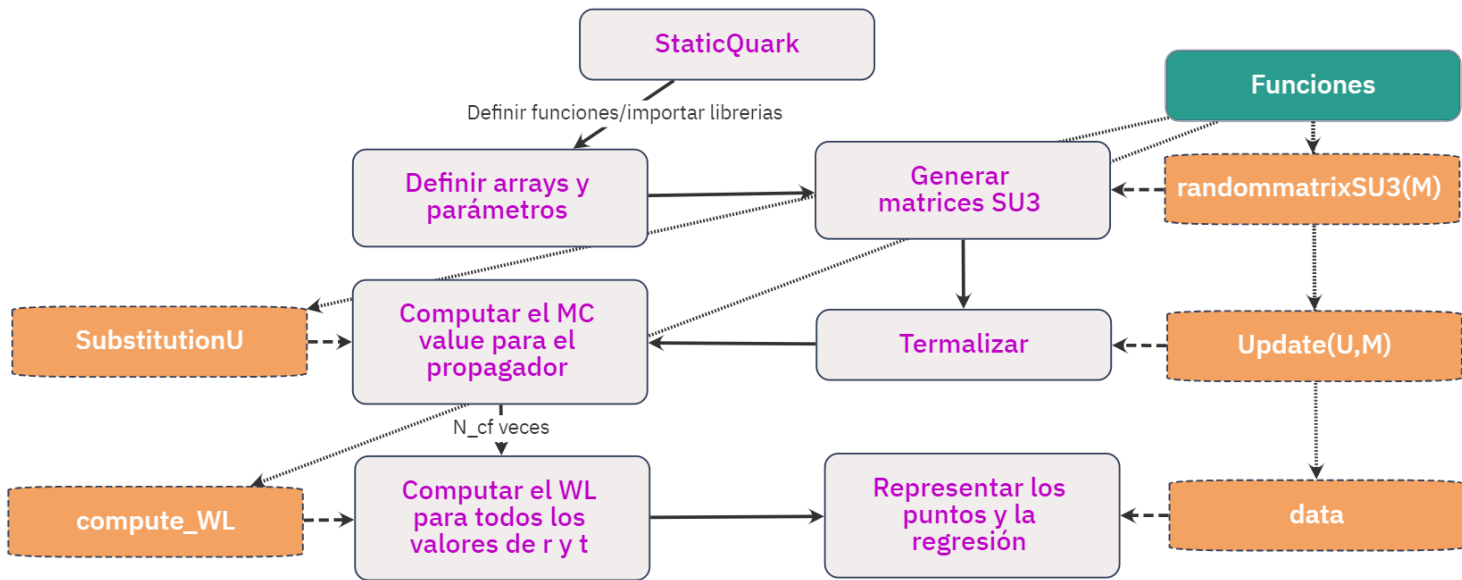 StaticQuark
Funciones
Definir funciones/importar librerias
Definir arrays y
parámetros
Generar
matrices SU3
randommatrixSU3(M)
SubstitutionU
Computar el MC
value para el
propagador
Termalizar
Update(U,M)
N_cf veces
compute_WL
Computar el WL
para todos los
valores de r y t
Representar los
puntos y la
regresión
data